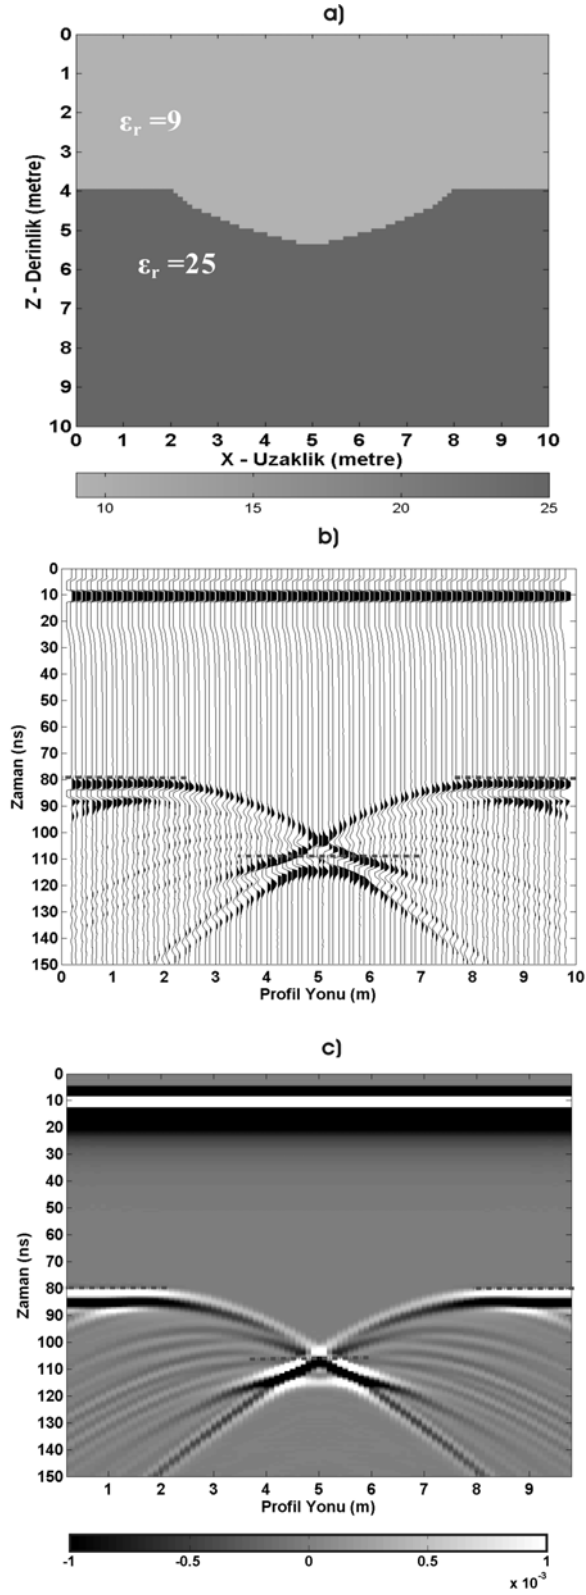 a)
0
1
2
3
4
5
6
7
8
9
10
Z - Derinlik (metre)
εr =9
εr =25
0 1 2 3 4 5 6 7 8 9 10
X - Uzaklik (metre)
10 15 20 25
b)
0
10
20
30
40
50
60
70
80
90
100
110
120
130
140
150
Zaman (ns)
0 1 2 3 4 5 6 7 8 9 10
Profil Yonu (m)
c)
0
10
20
30
40
50
60
70
80
90
100
110
120
130
140
150
Zaman (ns)
1 2 3 4 5 6 7 8 9
Profil Yonu (m)
-1 -0.5 0 0.5 1
x 10⁻³